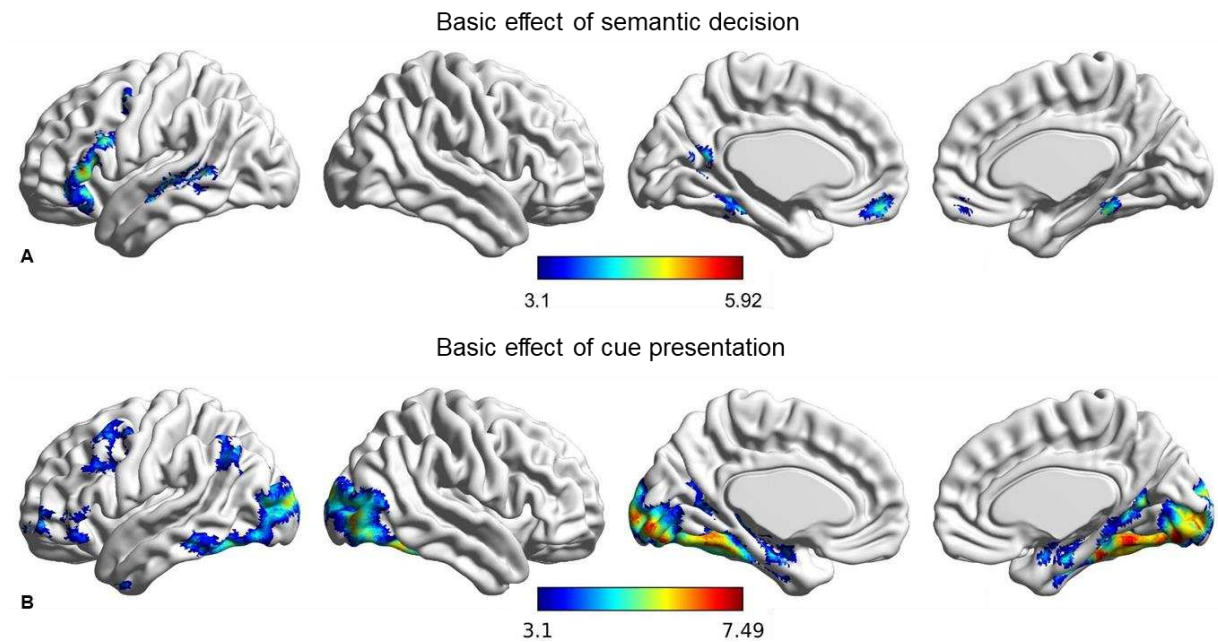 Basic effect of semantic decision
A
3.1 5.92
Basic effect of cue presentation
B
3.1 7.49